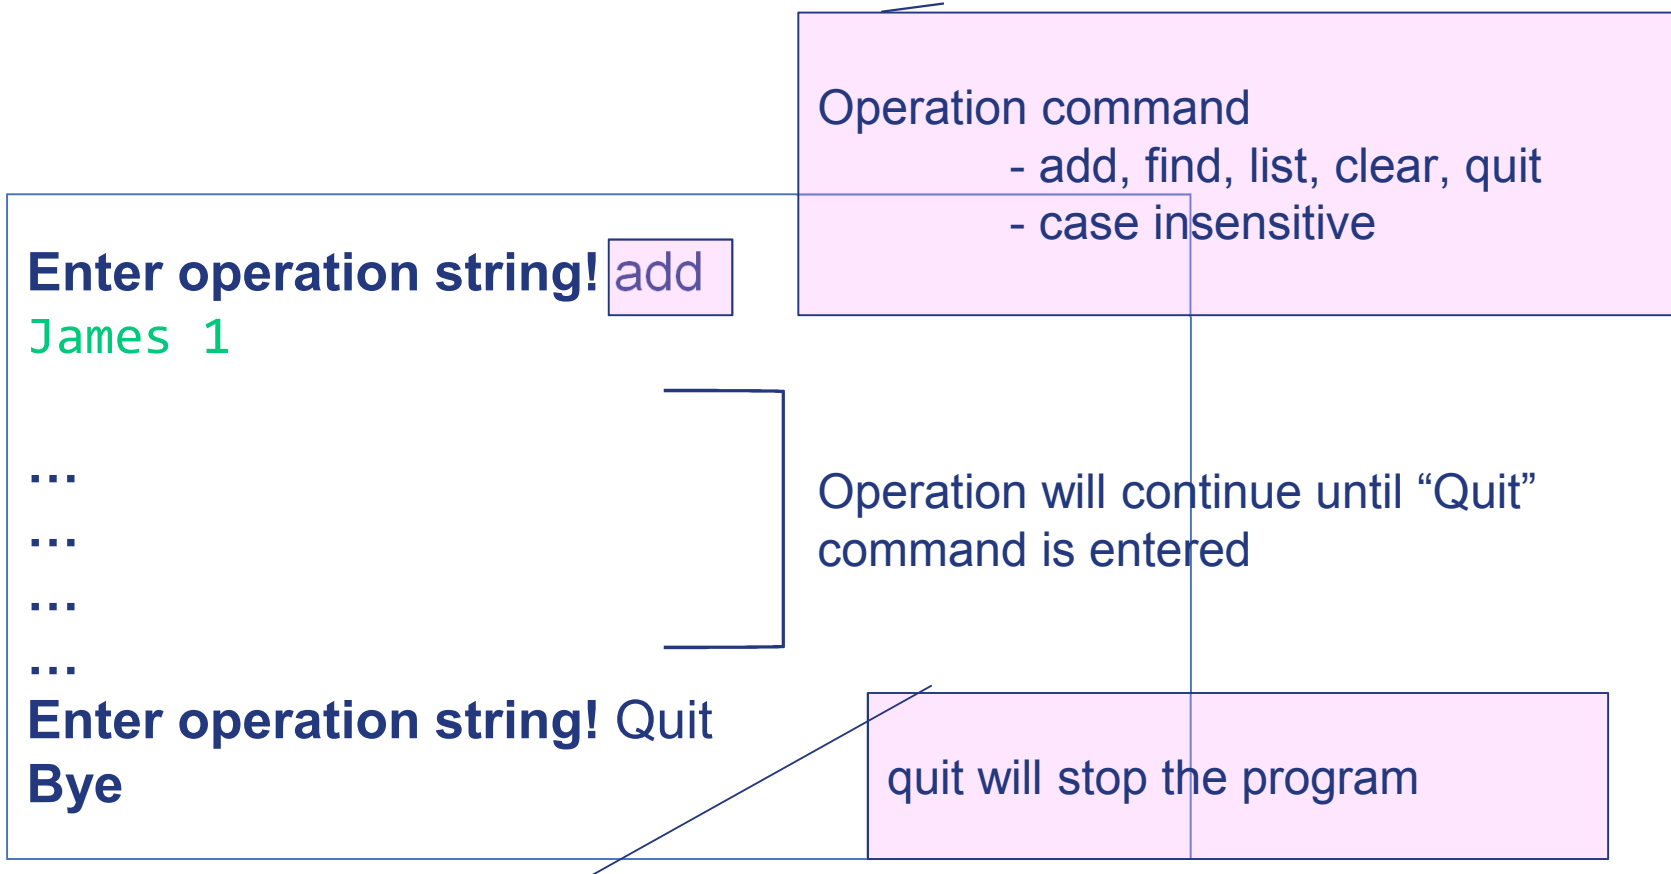 Operation command
- add, find, list, clear, quit
- case insensitive
Enter operation string! add
James 1
…
…
…
…
Operation will continue until “Quit”
command is entered
Enter operation string! Quit
Bye
quit will stop the program